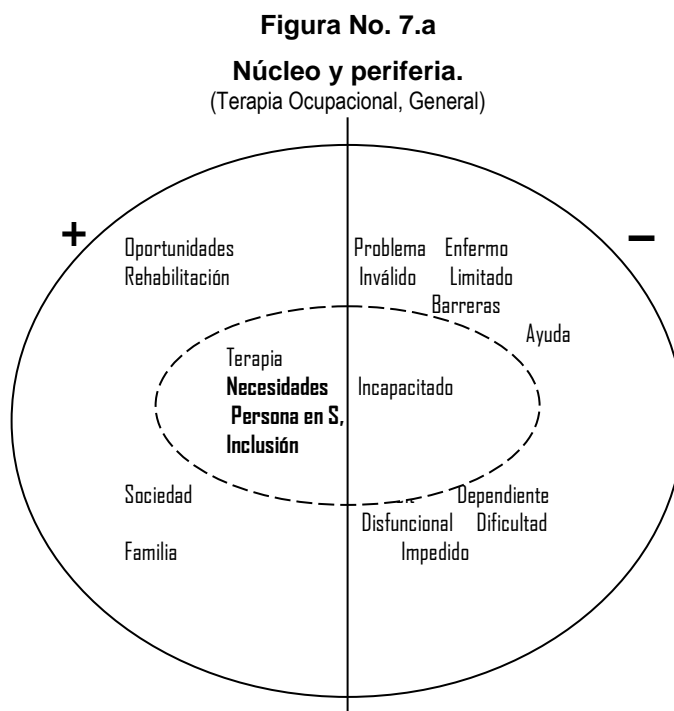 Figura No. 7.a
Núcleo y periferia.
(Terapia Ocupacional, General)
+
–
Oportunidades
Rehabilitación
Problema Enfermo
Inválido Limitado
Barreras
Ayuda
Terapia
Necesidades
Persona en S,
Inclusión
Incapacitado
Sociedad
Familia
Dependiente
Disfuncional Dificultad
Impedido